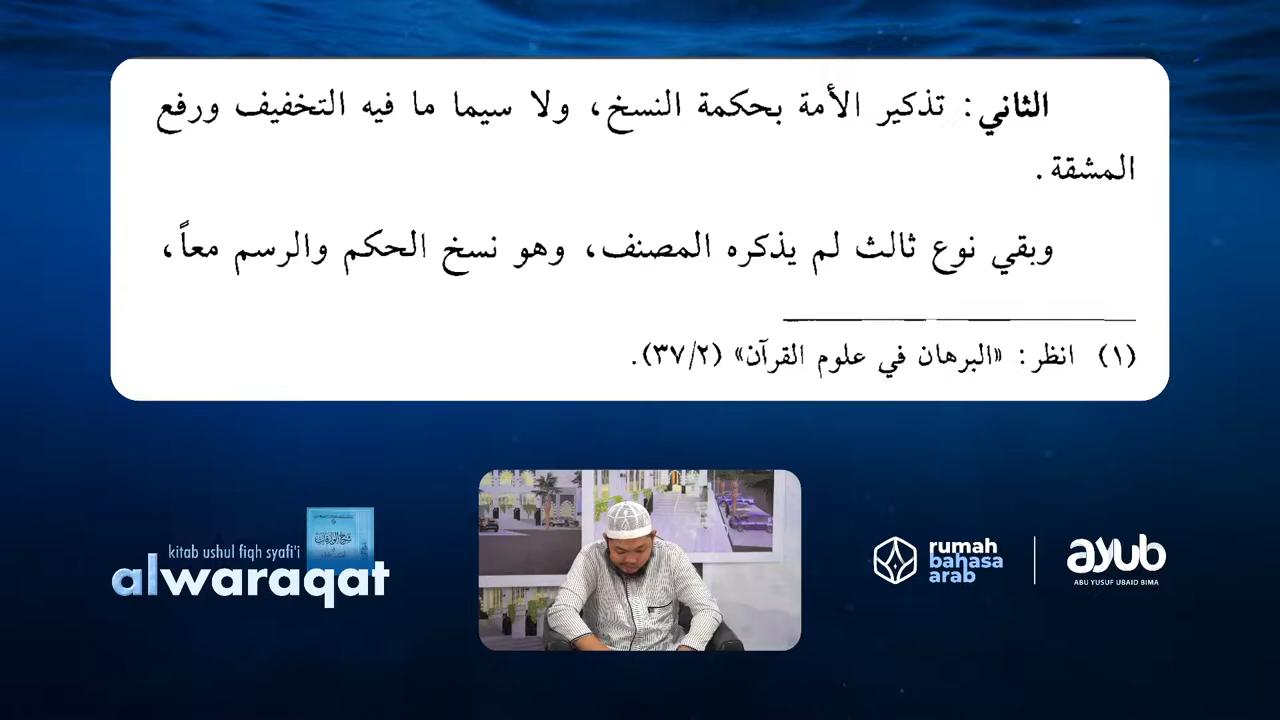 الثاني: تذكير الأمة بحكمة النسخ، ولا سيما ما فيه التخفيف ورفع
المشقة.
وبقي نوع ثالث لم يذكره المصنف، وهو نسخ الحكم والرسم معاً،
(١) انظر: «البرهان في علوم القرآن» (٣٧/٢).
kitab ushul fiqh syafi'i
alwaraqat
شرح الورقات
rumah
bahasa
arab
ayub
ABU YUSUF UBAID BIMA